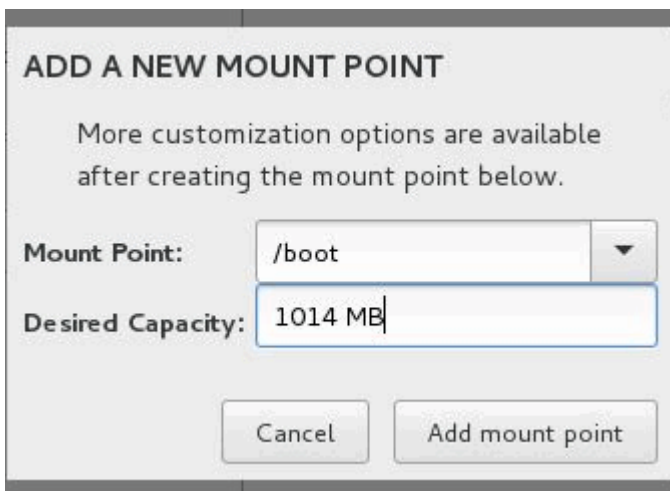 ADD A NEW MOUNT POINT
More customization options are available
after creating the mount point below.
Mount Point: /boot
Desired Capacity: 1014 MB
Cancel Add mount point